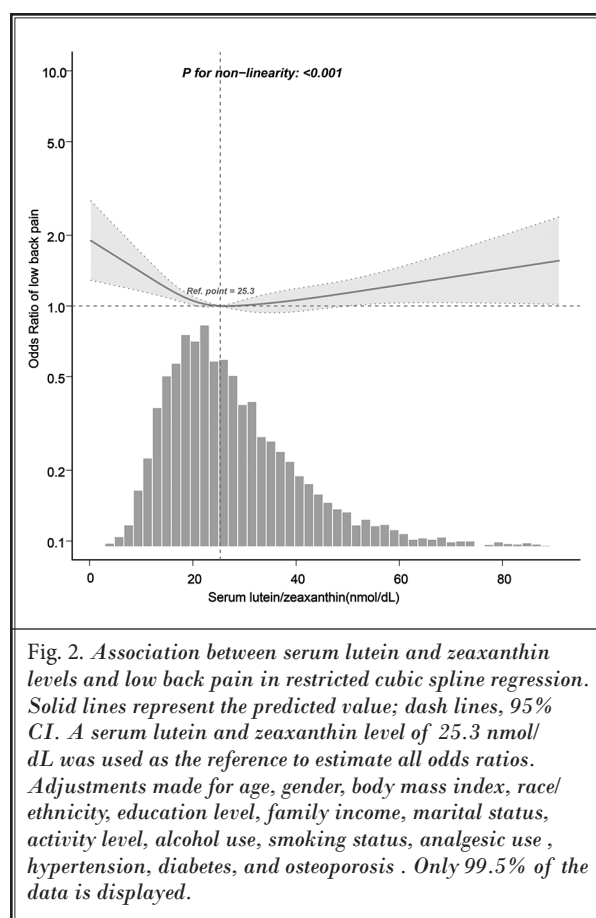 10.0
P for non−linearity: <0.001
5.0
2.0
Ref. point = 25.3
1.0
0.5
0.2
0.1
Odds Ratio of low back pain
0
20
40
60
80
Serum lutein/zeaxanthin(nmol/dL)
Fig. 2. Association between serum lutein and zeaxanthin
levels and low back pain in restricted cubic spline regression.
Solid lines represent the predicted value; dash lines, 95%
CI. A serum lutein and zeaxanthin level of 25.3 nmol/
dL was used as the reference to estimate all odds ratios.
Adjustments made for age, gender, body mass index, race/
ethnicity, education level, family income, marital status,
activity level, alcohol use, smoking status, analgesic use ,
hypertension, diabetes, and osteoporosis . Only 99.5% of the
data is displayed.